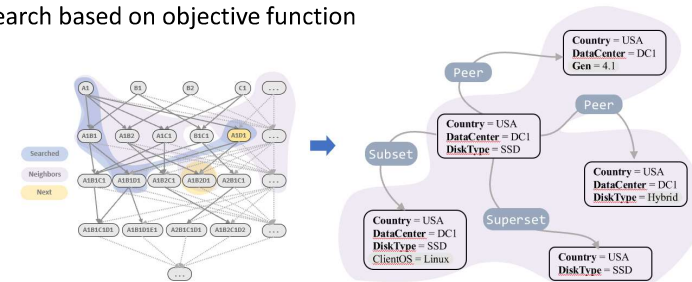 earch based on objective function
A1
B1
B2
C1
...
A1B1
A1B2
A1C1
B1C1
A1D1
...
Searched
Neighbors
Next
A1B1C1
A1B1D1
A1B2C1
A1B2D1
A2B1C1
...
A1B1C1D1
A1B1D1E1
A2B1C1D1
A1B2C1D2
...
...
Peer
Country = USA
DataCenter = DC1
Gen = 4.1
Peer
Country = USA
DataCenter = DC1
DiskType = SSD
Subset
Country = USA
DataCenter = DC1
DiskType = Hybrid
Superset
Country = USA
DataCenter = DC1
DiskType = SSD
ClientOS = Linux
Country = USA
DiskType = SSD